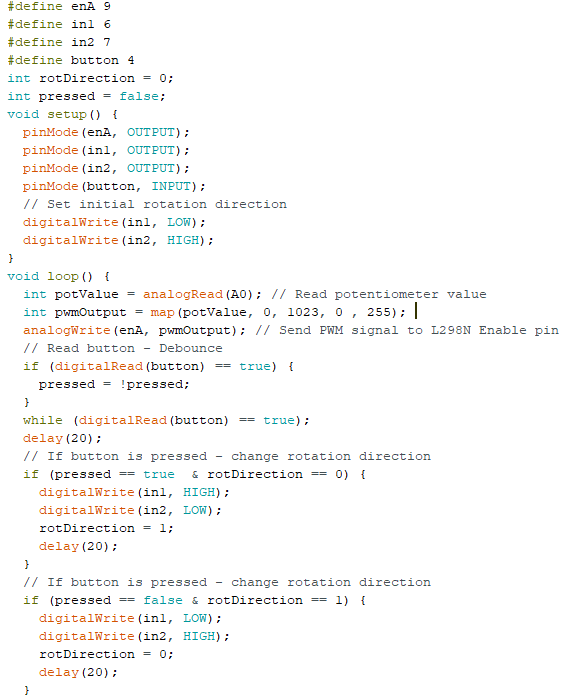 #define enA 9
#define in1 6
#define in2 7
#define button 4
int rotDirection = 0;
int pressed = false;
void setup() {
  pinMode(enA, OUTPUT);
  pinMode(in1, OUTPUT);
  pinMode(in2, OUTPUT);
  pinMode(button, INPUT);
  // Set initial rotation direction
  digitalWrite(in1, LOW);
  digitalWrite(in2, HIGH);
}
void loop() {
  int potValue = analogRead(A0); // Read potentiometer value
  int pwmOutput = map(potValue, 0, 1023, 0 , 255);
  analogWrite(enA, pwmOutput); // Send PWM signal to L298N Enable pin
  // Read button - Debounce
  if (digitalRead(button) == true) {
    pressed = !pressed;
  }
  while (digitalRead(button) == true);
  delay(20);
  // If button is pressed - change rotation direction
  if (pressed == true  & rotDirection == 0) {
    digitalWrite(in1, HIGH);
    digitalWrite(in2, LOW);
    rotDirection = 1;
    delay(20);
  }
  // If button is pressed - change rotation direction
  if (pressed == false & rotDirection == 1) {
    digitalWrite(in1, LOW);
    digitalWrite(in2, HIGH);
    rotDirection = 0;
    delay(20);
  }